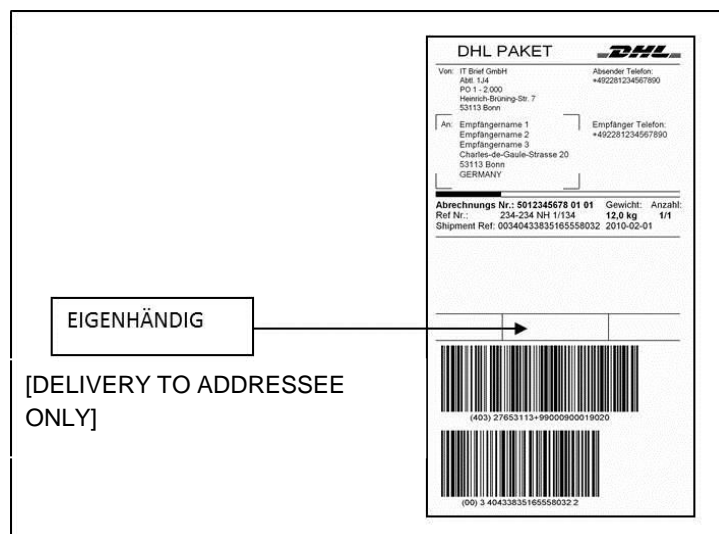 DHL PAKET
DHL
Von: IT Brief GmbH
Abtl. 1J4
PO 1 - 2.000
Heinrich-Brüning-Str. 7
53113 Bonn
Absender Telefon:
+492281234567890
An: Empfängername 1
Empfängername 2
Empfängername 3
Charles-de-Gaule-Strasse 20
53113 Bonn
GERMANY
Empfänger Telefon:
+492281234567890
Abrechnungs Nr.: 5012345678 01 01 Gewicht: Anzahl:
Ref Nr.: 234-234 NH 1/134 12,0 kg 1/1
Shipment Ref: 00340433835165558032 2010-02-01
EIGENHÄNDIG
[DELIVERY TO ADDRESSEE
ONLY]
(403) 27653113+99000900019020
(00) 3 40433835165558032 2